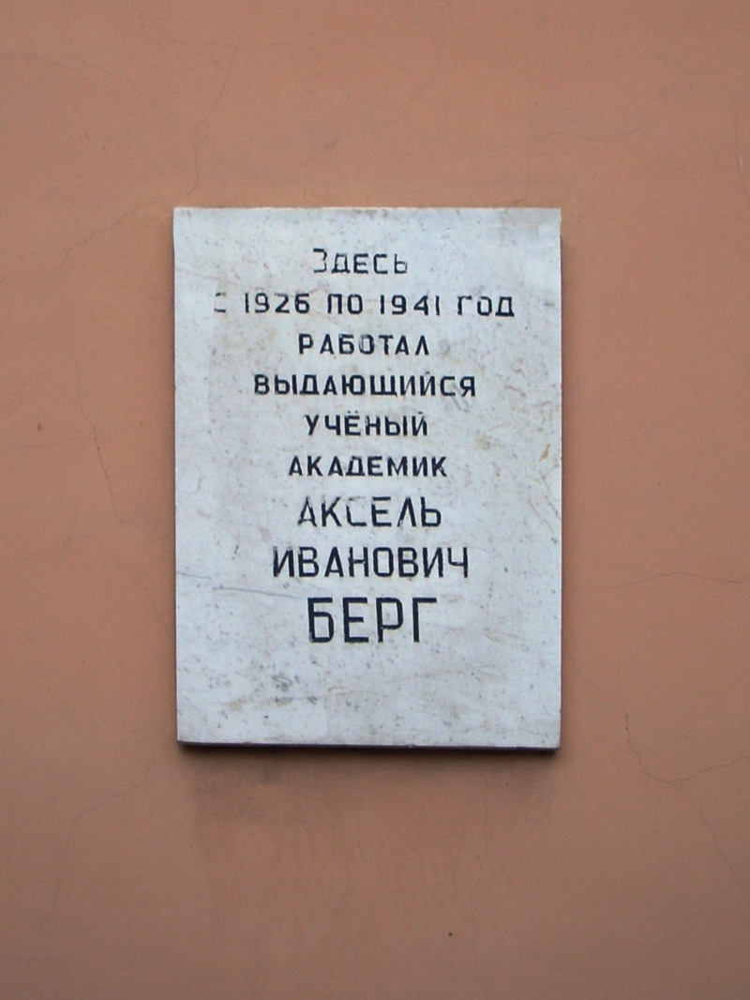 Здесь
с 1926 по 1941 год
работал
выдающийся
учёный
академик
АКСЕЛЬ
ИВАНОВИЧ
БЕРГ